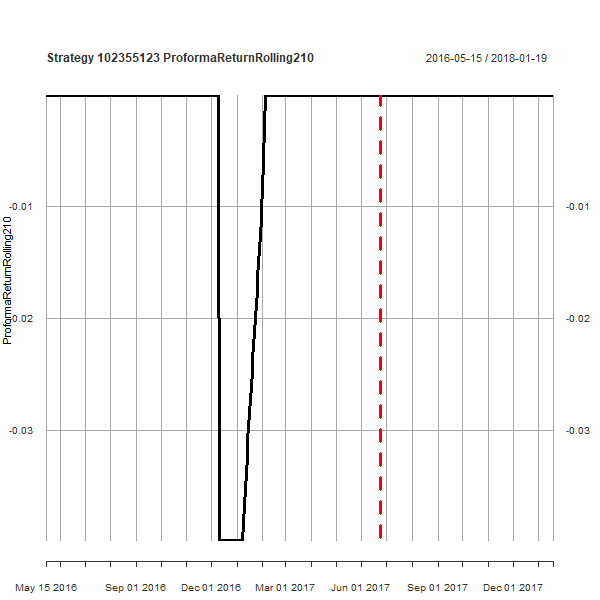 Strategy 102355123 ProformaReturnRolling210
2016-05-15 / 2018-01-19
ProformaReturnRolling210
-0.01
-0.01
-0.02
-0.02
-0.03
-0.03
May 15 2016
Sep 01 2016
Dec 01 2016
Mar 01 2017
Jun 01 2017
Sep 01 2017
Dec 01 2017